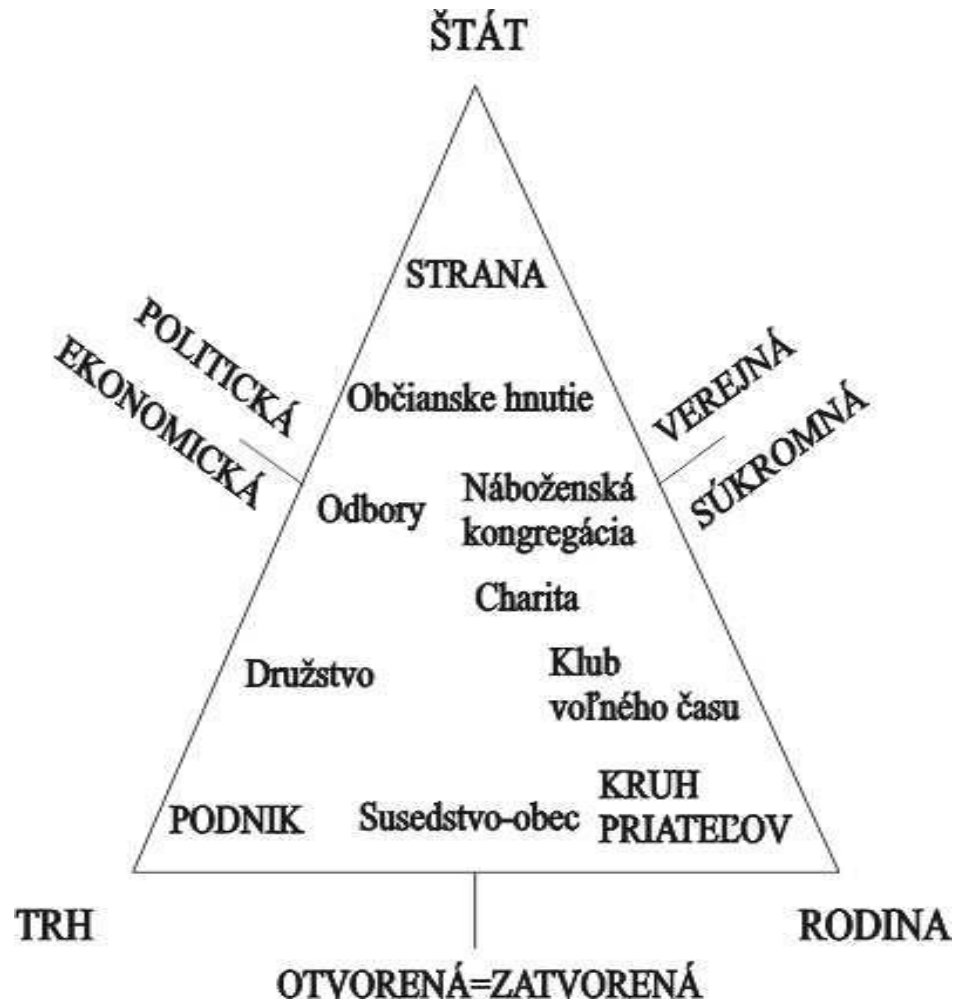 ŠTÁT
STRANA
POLITICKÁ
EKONOMICKÁ
VEREJNÁ
SÚKROMNÁ
Občianske hnutie
Odbory
Náboženská
kongregácia
Charita
Družstvo
Klub
voľného času
PODNIK
Susedstvo-obec
KRUH
PRIATEĽOV
TRH
RODINA
OTVORENÁ=ZATVORENÁ